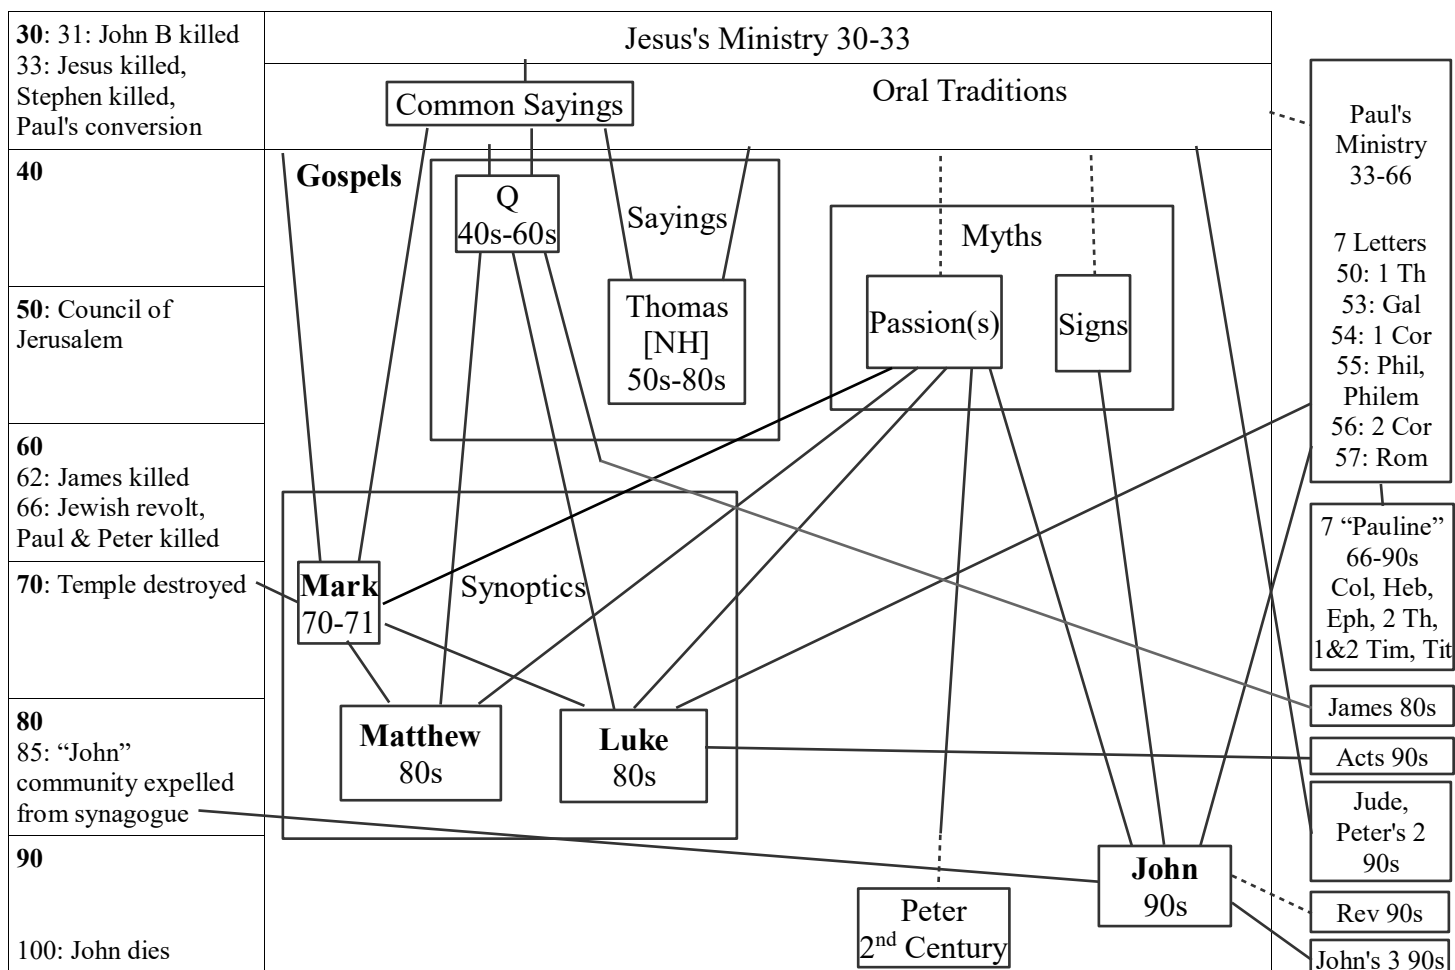 30: 31: John B killed
33: Jesus killed,
Stephen killed,
Paul's conversion
40
50: Council of
Jerusalem
60
62: James killed
66: Jewish revolt,
Paul & Peter killed
70: Temple destroyed
80
85: “John”
community expelled
from synagogue
90
100: John dies
Jesus's Ministry 30-33
Common Sayings
Oral Traditions
Gospels
Q
40s-60s
Sayings
Thomas
[NH]
50s-80s
Myths
Passion(s)
Signs
Mark
70-71
Synoptics
Matthew
80s
Luke
80s
Peter
2nd Century
John
90s
Paul's
Ministry
33-66
7 Letters
50: 1 Th
53: Gal
54: 1 Cor
55: Phil,
Philem
56: 2 Cor
57: Rom
7 “Pauline”
66-90s
Col, Heb,
Eph, 2 Th,
1&2 Tim, Tit
James 80s
Acts 90s
Jude,
Peter's 2
90s
Rev 90s
John's 3 90s